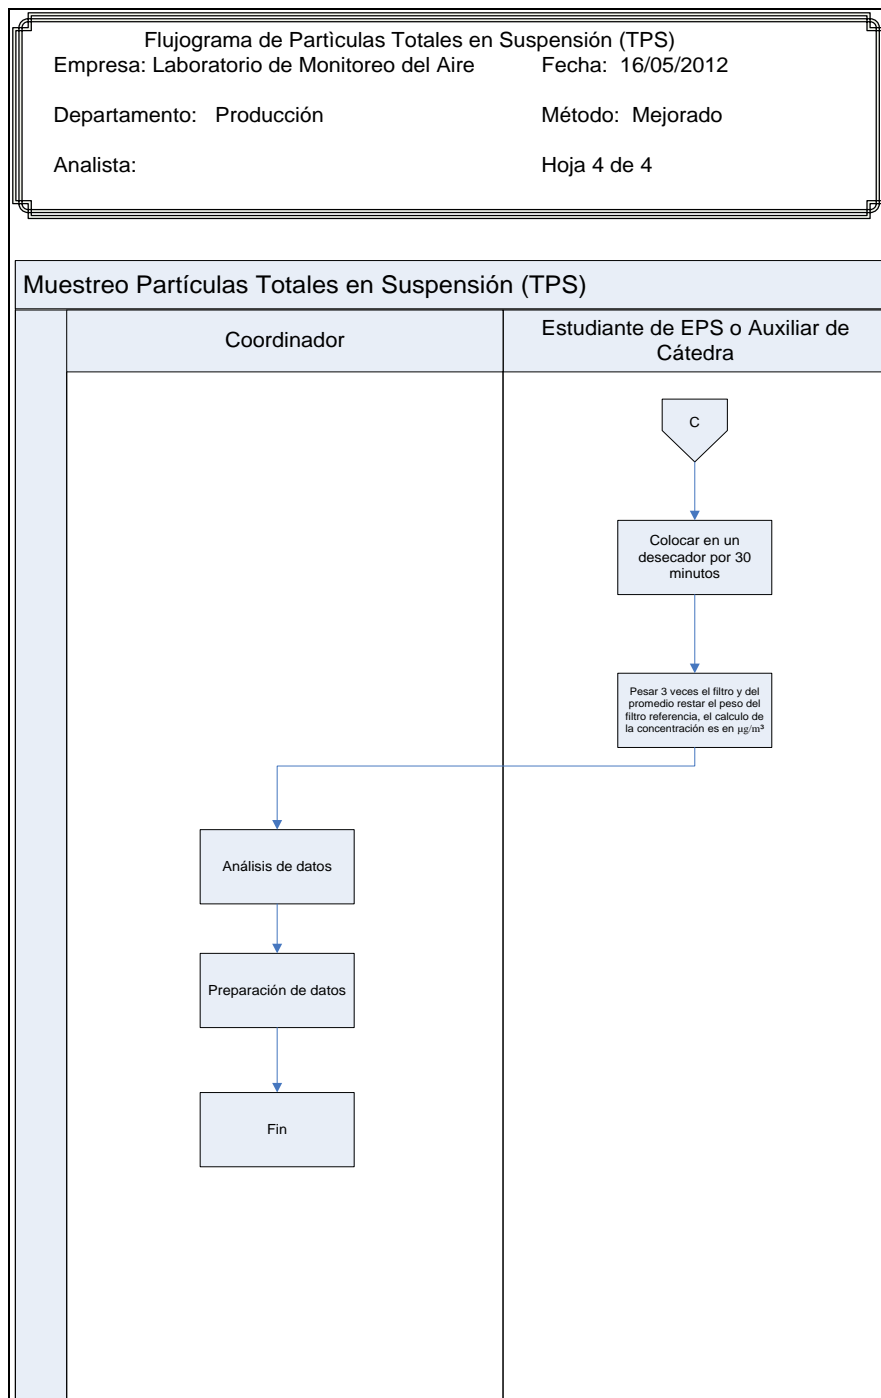 Flujograma de Partìculas Totales en Suspensión (TPS)
Empresa: Laboratorio de Monitoreo del Aire Fecha: 16/05/2012
Departamento: Producción Método: Mejorado
Analista: Hoja 4 de 4
Muestreo Partículas Totales en Suspensión (TPS)
Coordinador
Estudiante de EPS o Auxiliar de
Cátedra
C
Colocar en un
desecador por 30
minutos
Pesar 3 veces el filtro y del
promedio restar el peso del
filtro referencia, el calculo de
la concentración es en µg/m³
Análisis de datos
Preparación de datos
Fin